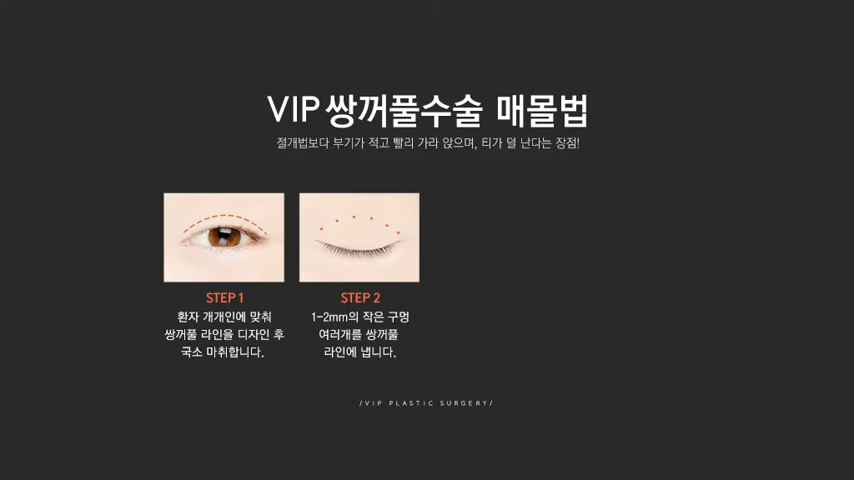 VIP쌍꺼풀수술 매몰법
절개법보다 부기가 적고 빨리 가라 앉으며, 티가 덜 난다는 장점!
STEP 1
환자 개개인에 맞춰
쌍꺼풀 라인을 디자인 후
국소 마취합니다.
STEP 2
1-2mm의 작은 구멍
여러개를 쌍꺼풀
라인에 냅니다.
/VIP PLASTIC SURGERY/